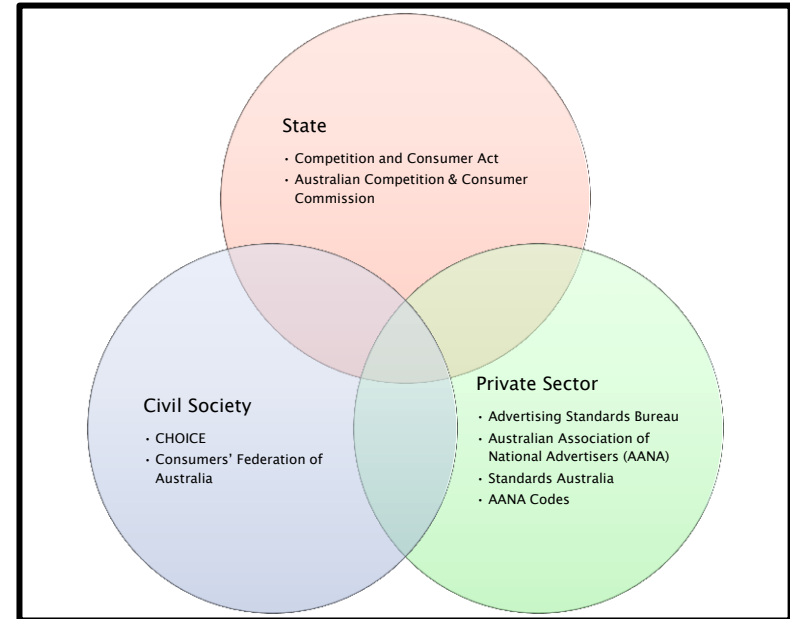 State
· Competition and Consumer Act
· Australian Competition & Consumer
Commission
Civil Society
· CHOICE
· Consumers’ Federation of
Australia
Private Sector
· Advertising Standards Bureau
· Australian Association of
National Advertisers (AANA)
· Standards Australia
· AANA Codes